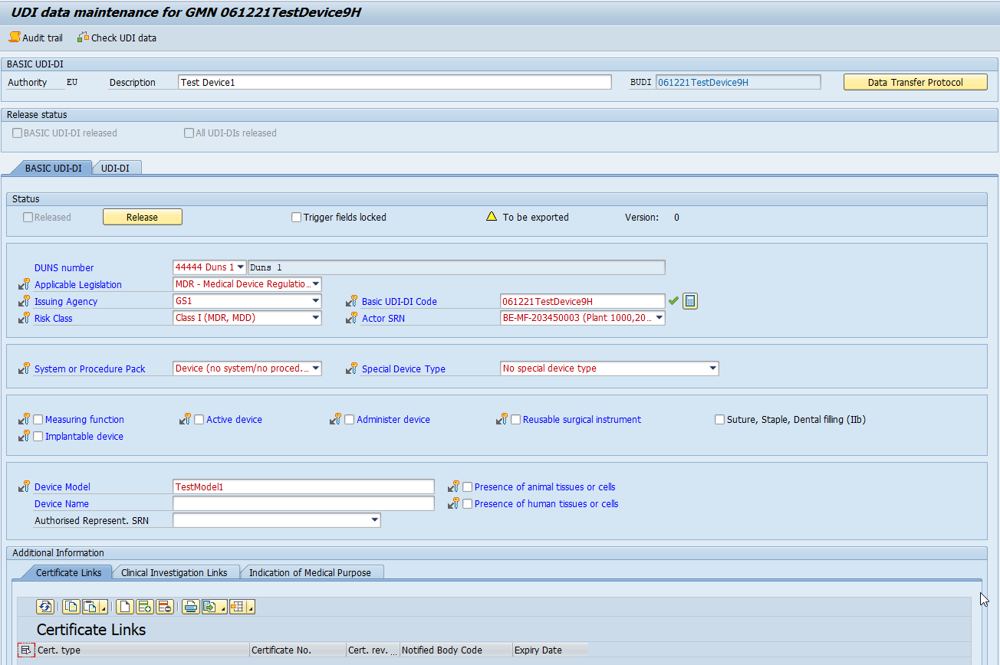 UDI data maintenance for GMN 061221TestDevice9H
Audit trail Check UDI data
BASIC UDI-DI
Authority EU Description Test Device1 BUDI 061221TestDevice9H Data Transfer Protocol
Release status
BASIC UDI-DI released All UDI-DIs released
BASIC UDI-DI UDI-DI
Status
Released Release Trigger fields locked To be exported Version: 0
DUNS number 44444 Duns 1 Duns 1
Applicable Legislation MDR - Medical Device Regulatio...
Issuing Agency GS1 Basic UDI-DI Code 061221TestDevice9H
Risk Class Class I (MDR, MDD) Actor SRN BE-MF-203450003 (Plant 1000,20...
System or Procedure Pack Device (no system/no proced... Special Device Type No special device type
Measuring function Active device Administer device Reusable surgical instrument Suture, Staple, Dental filling (IIb)
Implantable device
Device Model TestModel1 Presence of animal tissues or cells
Device Name Presence of human tissues or cells
Authorised Represent. SRN
Additional Information
Certificate Links Clinical Investigation Links Indication of Medical Purpose
Certificate Links
Cert. type Certificate No. Cert. rev. ... Notified Body Code Expiry Date